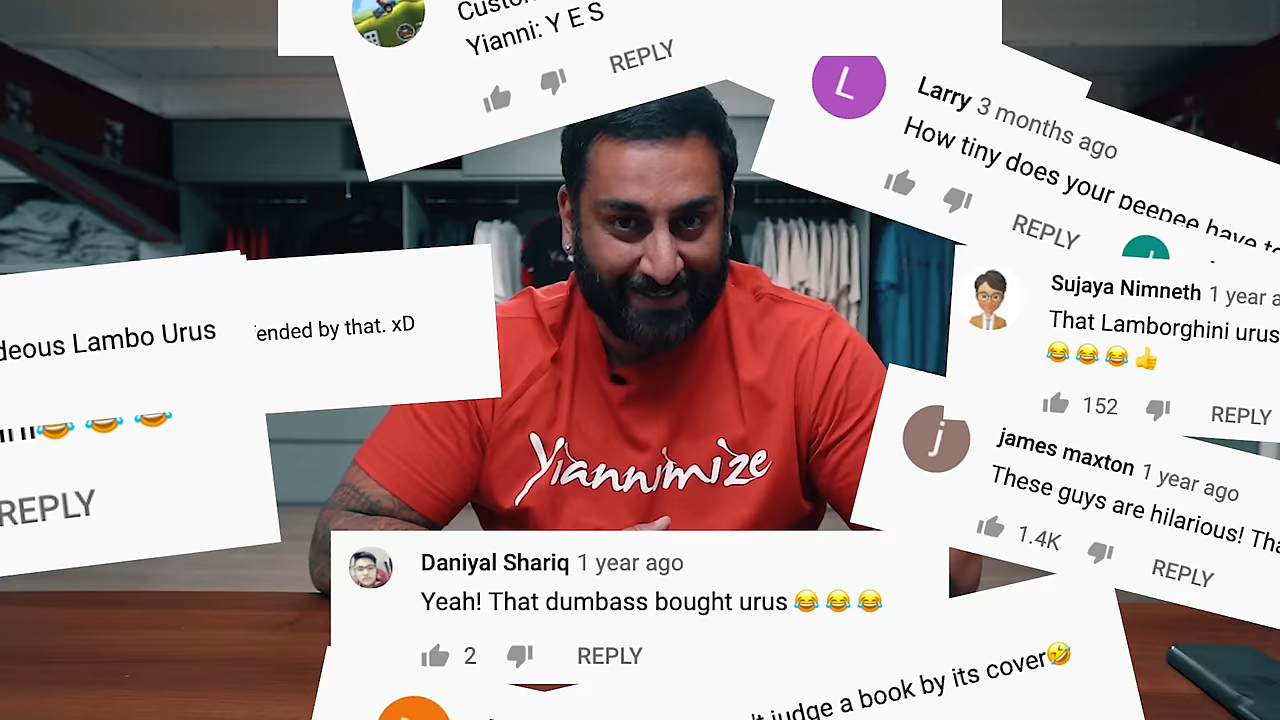 Yianni: Y E S
REPLY
L
Larry 3 months ago
How tiny does your peepee have to
REPLY
Sujaya Nimneth 1 year a
That Lamborghini urus
😂😂😂👍
152
REPLY
deous Lambo Urus
ended by that. xD
😂😂😂
REPLY
Yiannimize
j
james maxton 1 year ago
These guys are hilarious! Tha
1.4K
REPLY
Daniyal Shariq 1 year ago
Yeah! That dumbass bought urus 😂😂😂
2
REPLY
't judge a book by its cover🤣